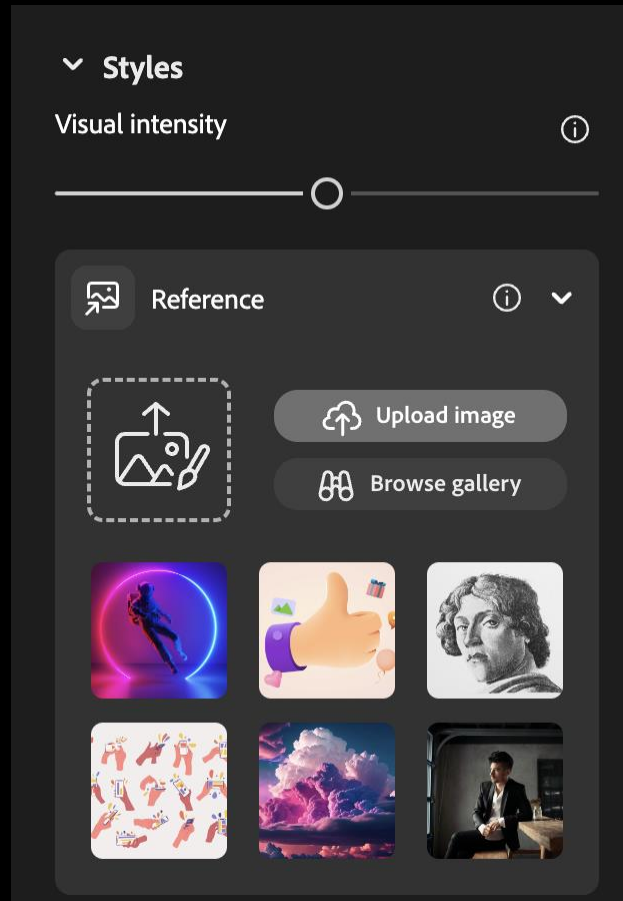 Styles
Visual intensity
Reference
Upload image
Browse gallery